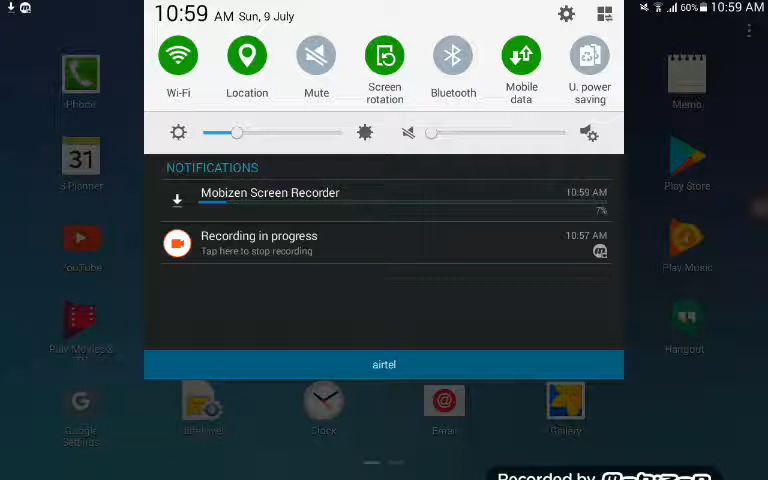 10:59 AM Sun, 9 July
60% 10:59 AM
Wi-Fi
Location
Mute
Screen rotation
Bluetooth
Mobile data
U. power saving
NOTIFICATIONS
Mobizen Screen Recorder 10:59 AM
7%
Recording in progress 10:57 AM
Tap here to stop recording
airtel
Phone
Memo
31
S Planner
Play Store
YouTube
Play Music
Play Movies &
Hangout
Google Settings
Clock
Email
Gallery
Recorded by mobizen